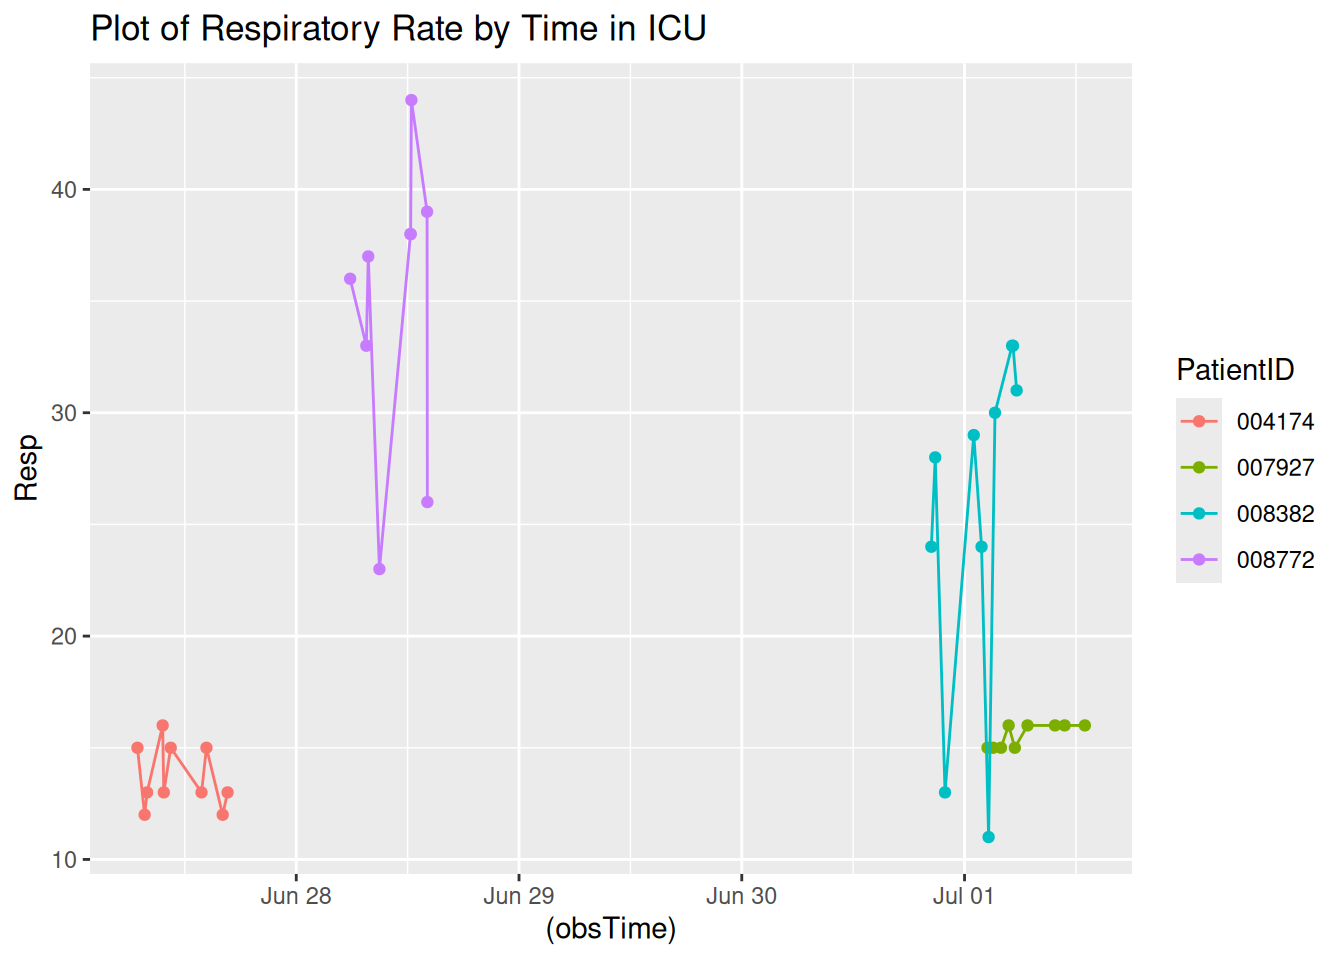 Plot of Respiratory Rate by Time in ICU
Resp
40
30
20
10
Jun 28
Jun 29
Jun 30
Jul 01
(obsTime)
PatientID
004174
007927
008382
008772